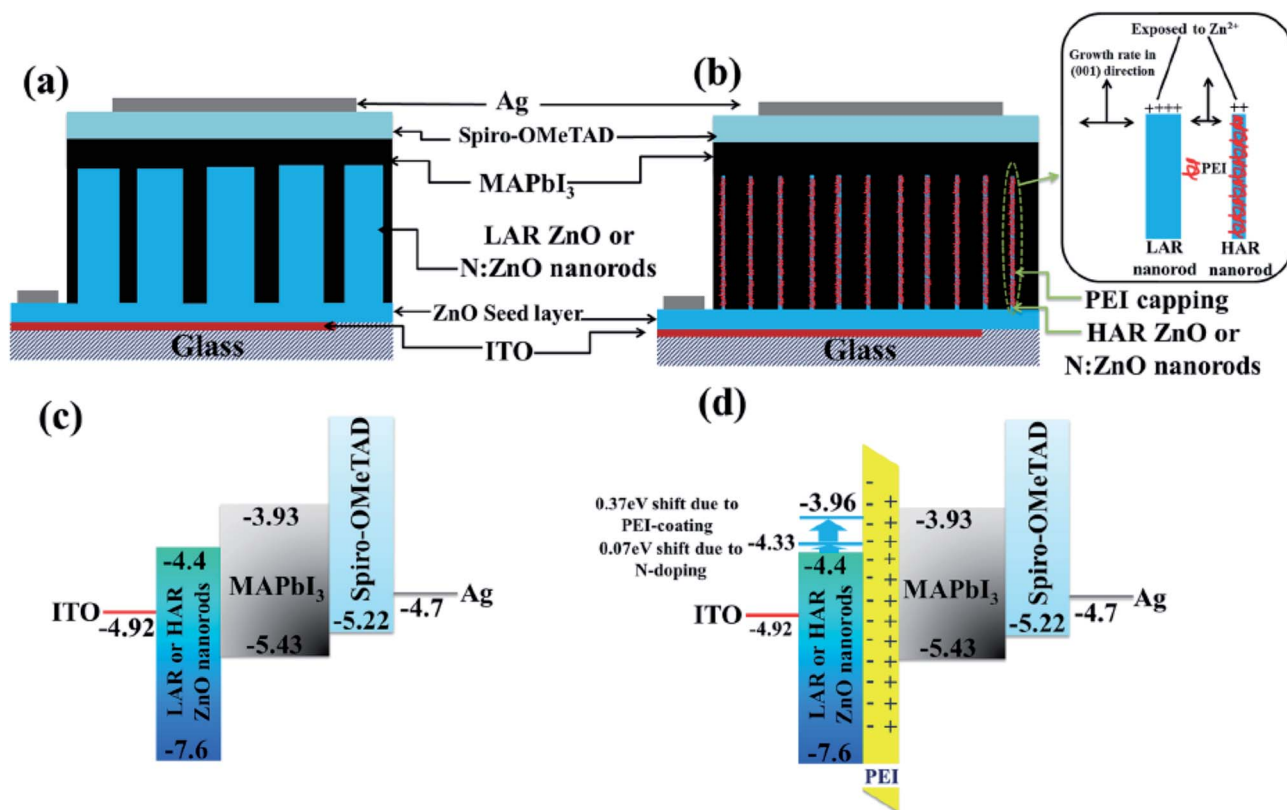 (a)
Ag
Spiro-OMeTAD
MAPbI₃
LAR ZnO or
N:ZnO nanorods
ZnO Seed layer
ITO
Glass
(b)
Glass
Exposed to Zn²⁺
Growth rate in
(001) direction
++++
++
PEI
LAR
nanorod
HAR
nanorod
PEI capping
HAR ZnO or
N:ZnO nanorods
(c)
ITO
-4.92
-4.4
LAR or HAR
ZnO nanorods
-7.6
-3.93
MAPbI₃
-5.43
Spiro-OMeTAD
-5.22
-4.7
Ag
(d)
0.37eV shift due to
PEI-coating
0.07eV shift due to
N-doping
-3.96
-4.33
-4.4
ITO
-4.92
LAR or HAR
ZnO nanorods
-7.6
PEI
-3.93
MAPbI₃
-5.43
Spiro-OMeTAD
-5.22
-4.7
Ag